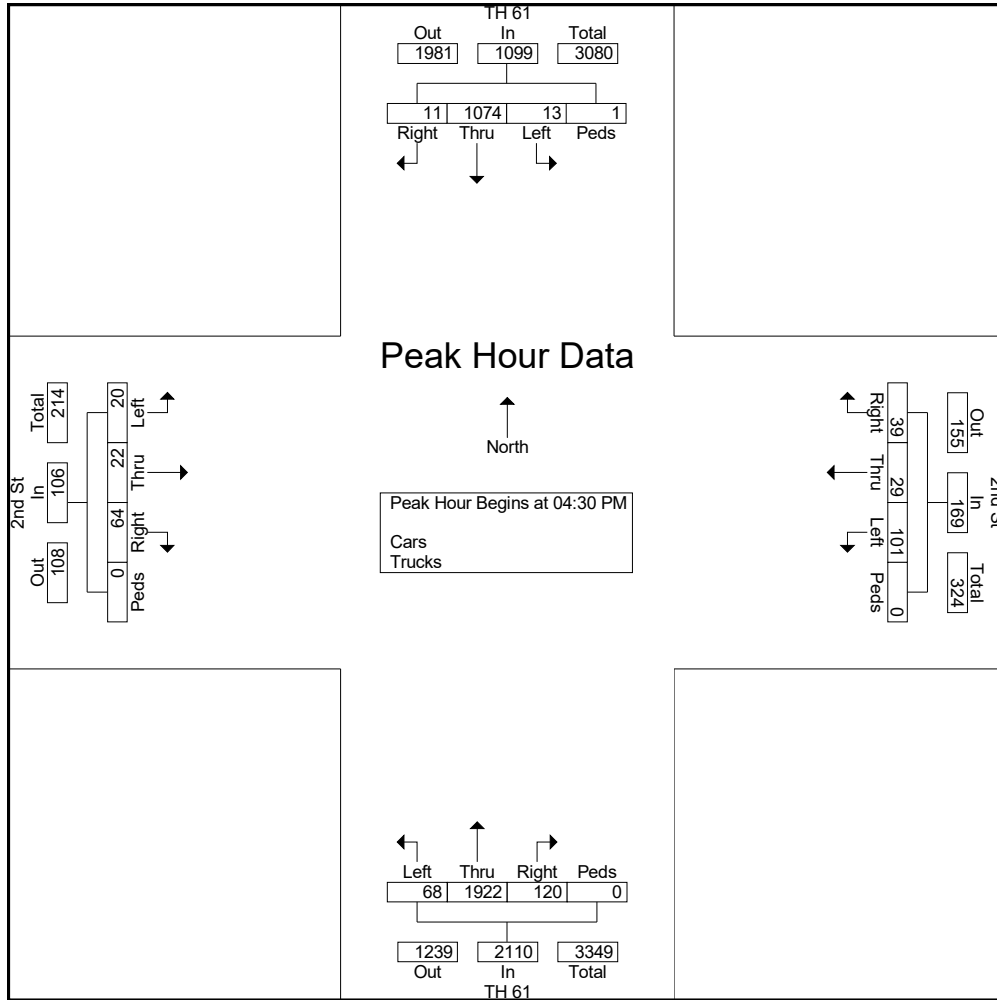 TH 61
Out In Total
1981 1099 3080
11 1074 13 1
Right Thru Left Peds
Peak Hour Data
North
Peak Hour Begins at 04:30 PM
Cars
Trucks
2nd St
Total In Out
214 106 108
20 22 64 0
Left Thru Right Peds
Right Thru Left Peds
39 29 101 0
155 169 324
Out In Total
2nd St
Left Thru Right Peds
68 1922 120 0
1239 2110 3349
Out In Total
TH 61